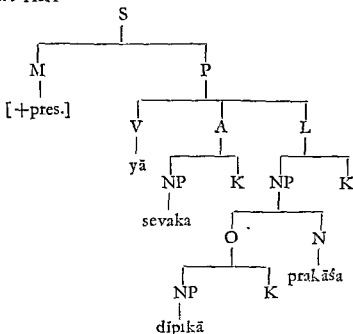 S
M P
[+pres.] V A L
yā NP K NP K
sevaka O N
NP K prakāśa
dīpikā